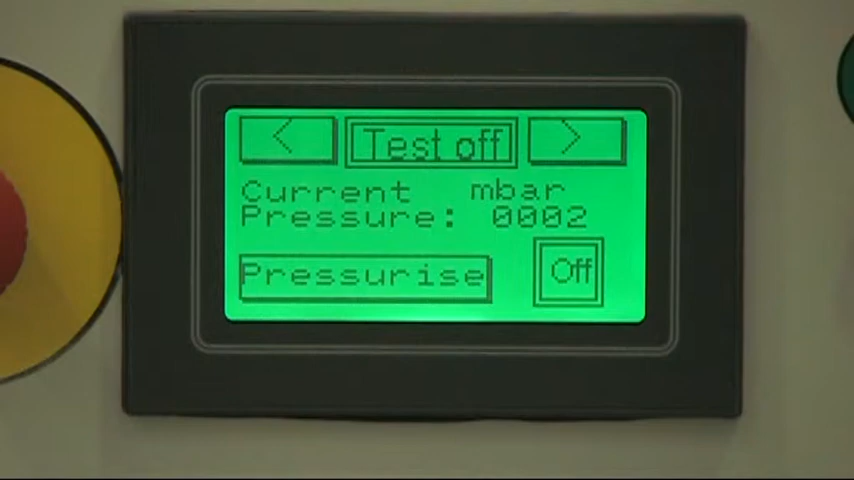 < Test off >
Current mbar
Pressure: 0002
Pressurise Off